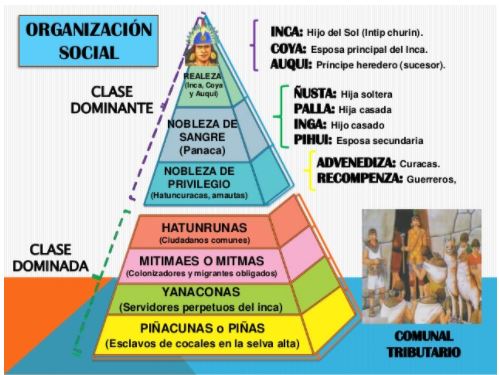 ORGANIZACIÓN
SOCIAL
INCA: Hijo del Sol (Intip churin).
COYA: Esposa principal del Inca.
AUQUI: Príncipe heredero (sucesor).
CLASE
DOMINANTE
REALEZA
(Inca, Coya
y Auqui)
NOBLEZA DE
SANGRE
(Panaca)
NOBLEZA DE
PRIVILEGIO
(Hatuncuracas, amautas)
ÑUSTA: Hija soltera
PALLA: Hija casada
INGA: Hijo casado
PIHUI: Esposa secundaria
ADVENEDIZA: Curacas.
RECOMPENZA: Guerreros,
CLASE
DOMINADA
HATUNRUNAS
(Ciudadanos comunes)
MITIMAES O MITMAS
(Colonizadores y migrantes obligados)
YANACONAS
(Servidores perpetuos del inca)
PIÑACUNAS o PIÑAS
(Esclavos de cocales en la selva alta)
COMUNAL
TRIBUTARIO